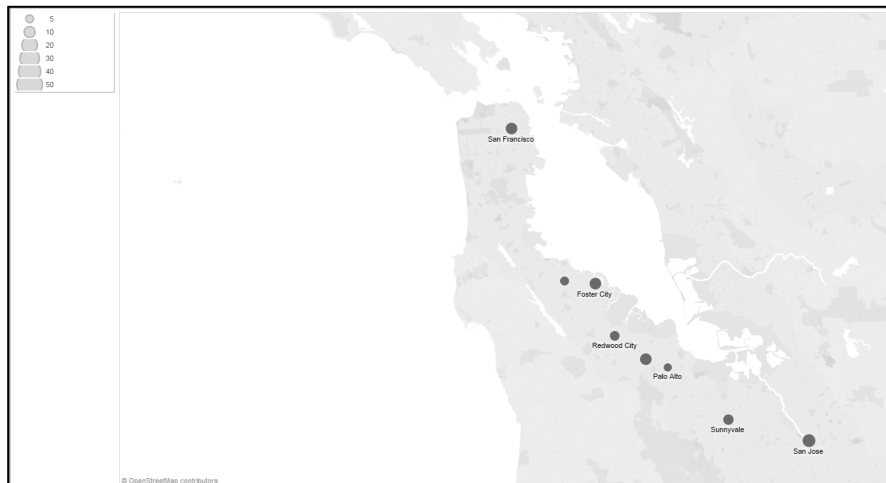 5
10
20
30
40
50
San Francisco
Foster City
Redwood City
Palo Alto
Sunnyvale
San Jose
© OpenStreetMap contributors